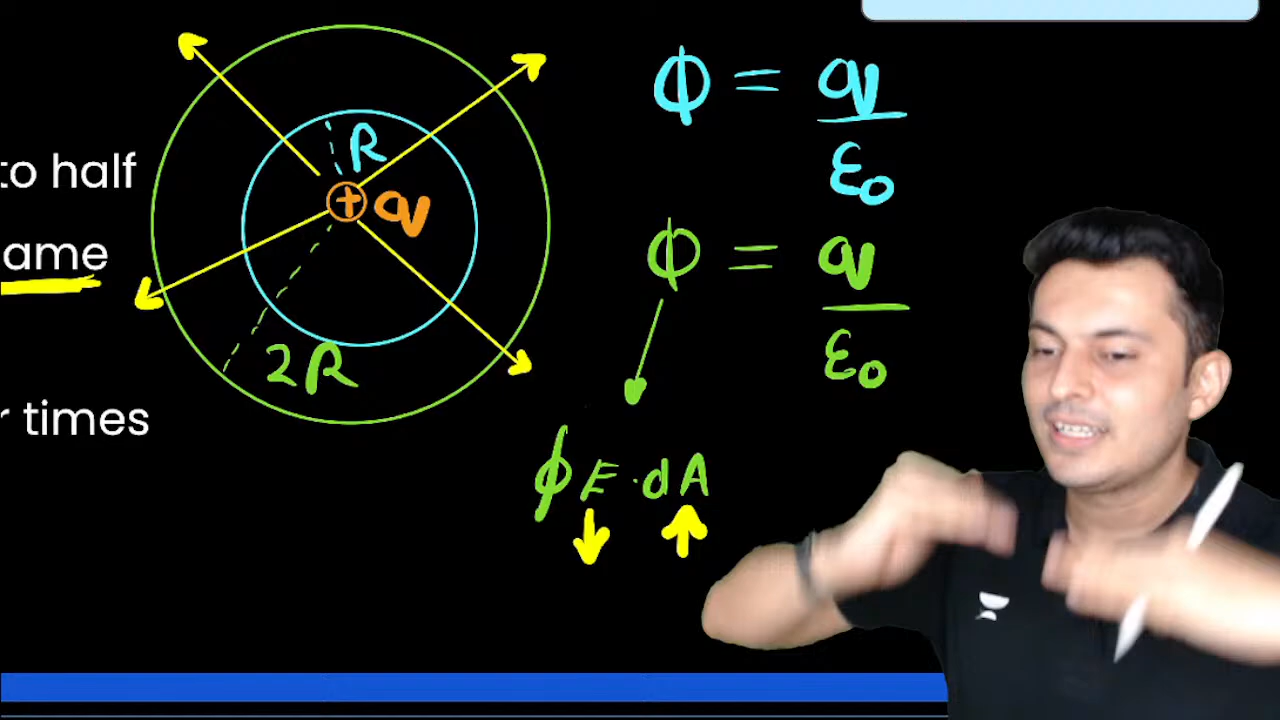 to half
ame
r times
R
+ q
2R
ϕ = q/ε₀
ϕ = q/ε₀
∮ E · dA